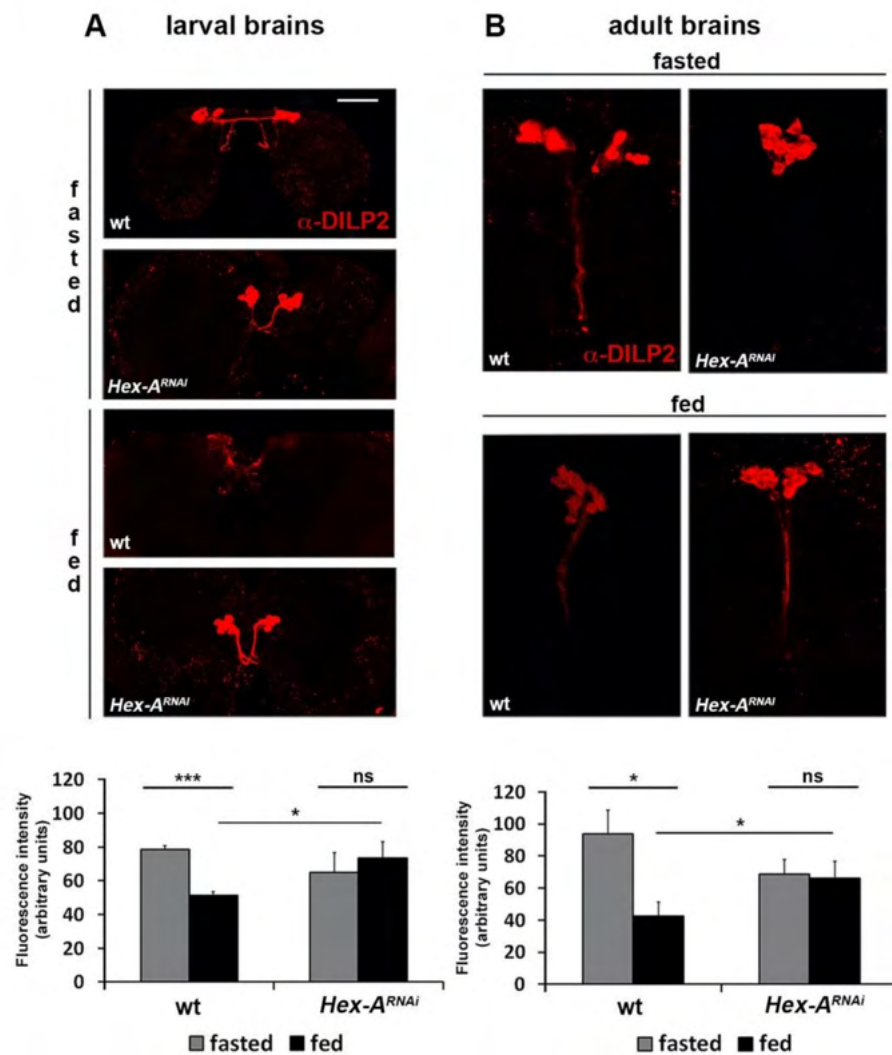 A larval brains
fasted
wt
α-DILP2
Hex-A^RNAI
fed
wt
Hex-A^RNAI
Fluorescence intensity
(arbitrary units)
120
100
80
60
40
20
0
***
ns
*
wt
Hex-A^RNAi
fasted fed
B adult brains
fasted
wt
α-DILP2
Hex-A^RNAI
fed
wt
Hex-A^RNAI
Fluorescence intensity
(arbitrary units)
120
100
80
60
40
20
0
*
ns
*
wt
Hex-A^RNAi
fasted fed